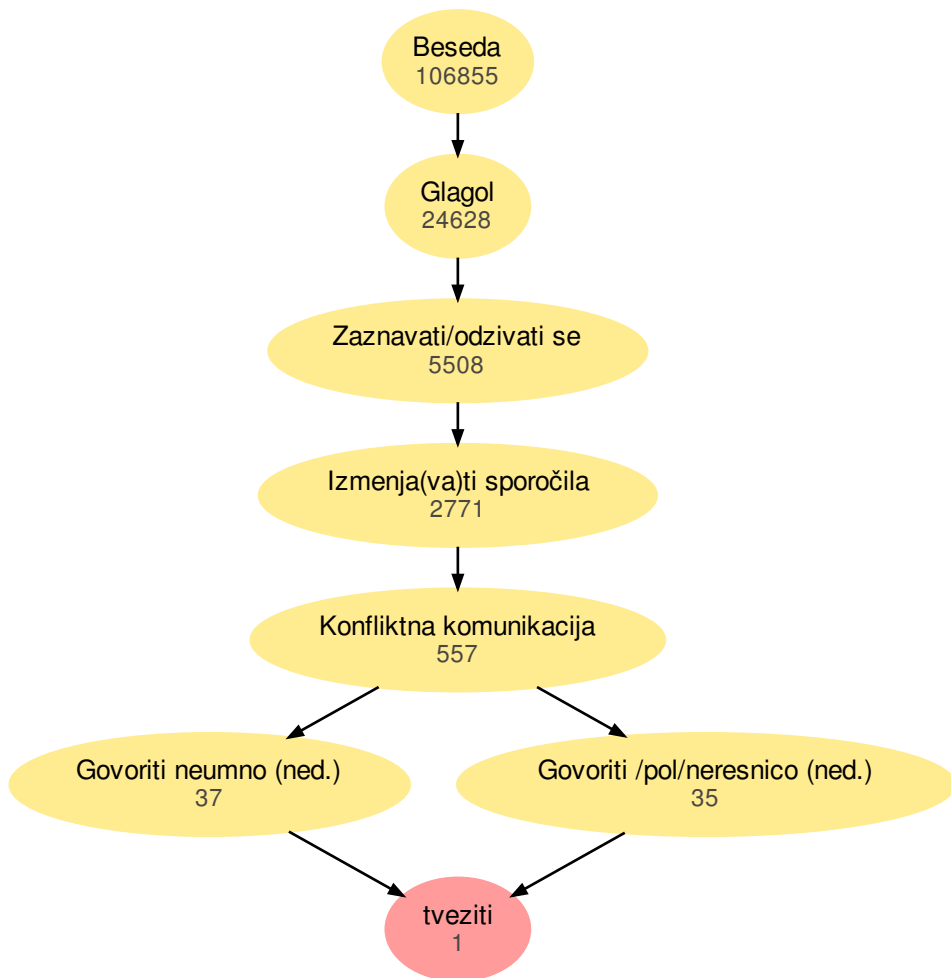 Beseda
106855
Glagol
24628
Zaznavati/odzivati se
5508
Izmenja(va)ti sporočila
2771
Konfliktna komunikacija
557
Govoriti neumno (ned.)
37
Govoriti /pol/neresnico (ned.)
35
tveziti
1